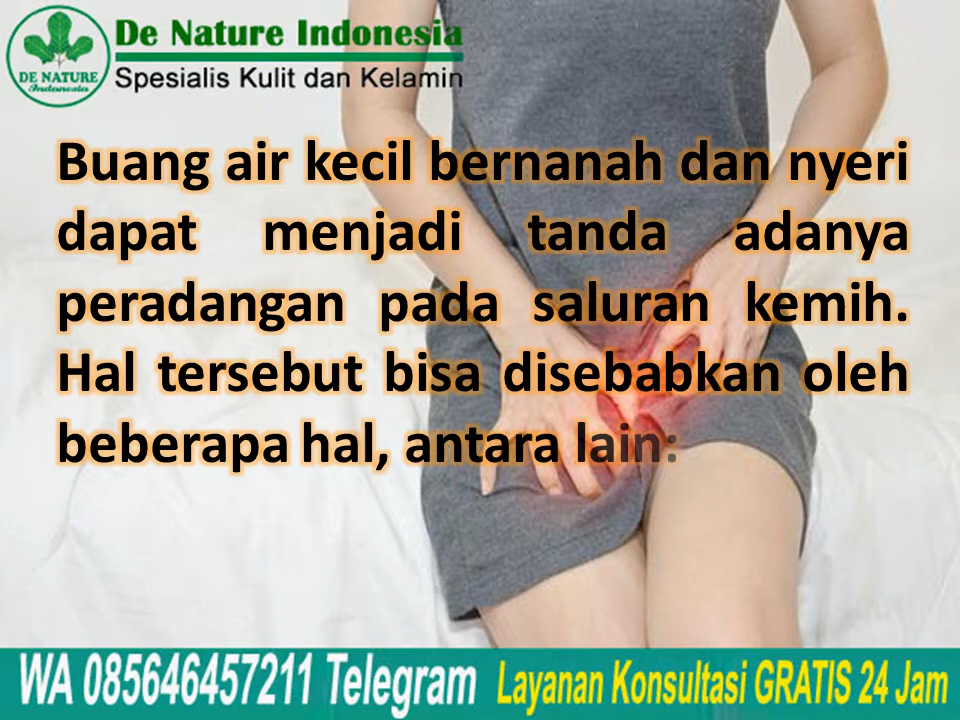 De Nature Indonesia
Spesialis Kulit dan Kelamin
DE NATURE
Indonesia
Buang air kecil bernanah dan nyeri
dapat menjadi tanda adanya
peradangan pada saluran kemih.
Hal tersebut bisa disebabkan oleh
beberapa hal, antara lain:
WA 085646457211 Telegram Layanan Konsultasi GRATIS 24 Jam